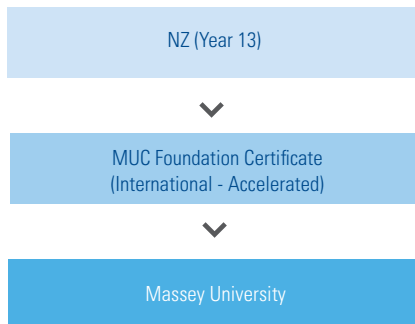 NZ (Year 13)
MUC Foundation Certificate
(International - Accelerated)
Massey University